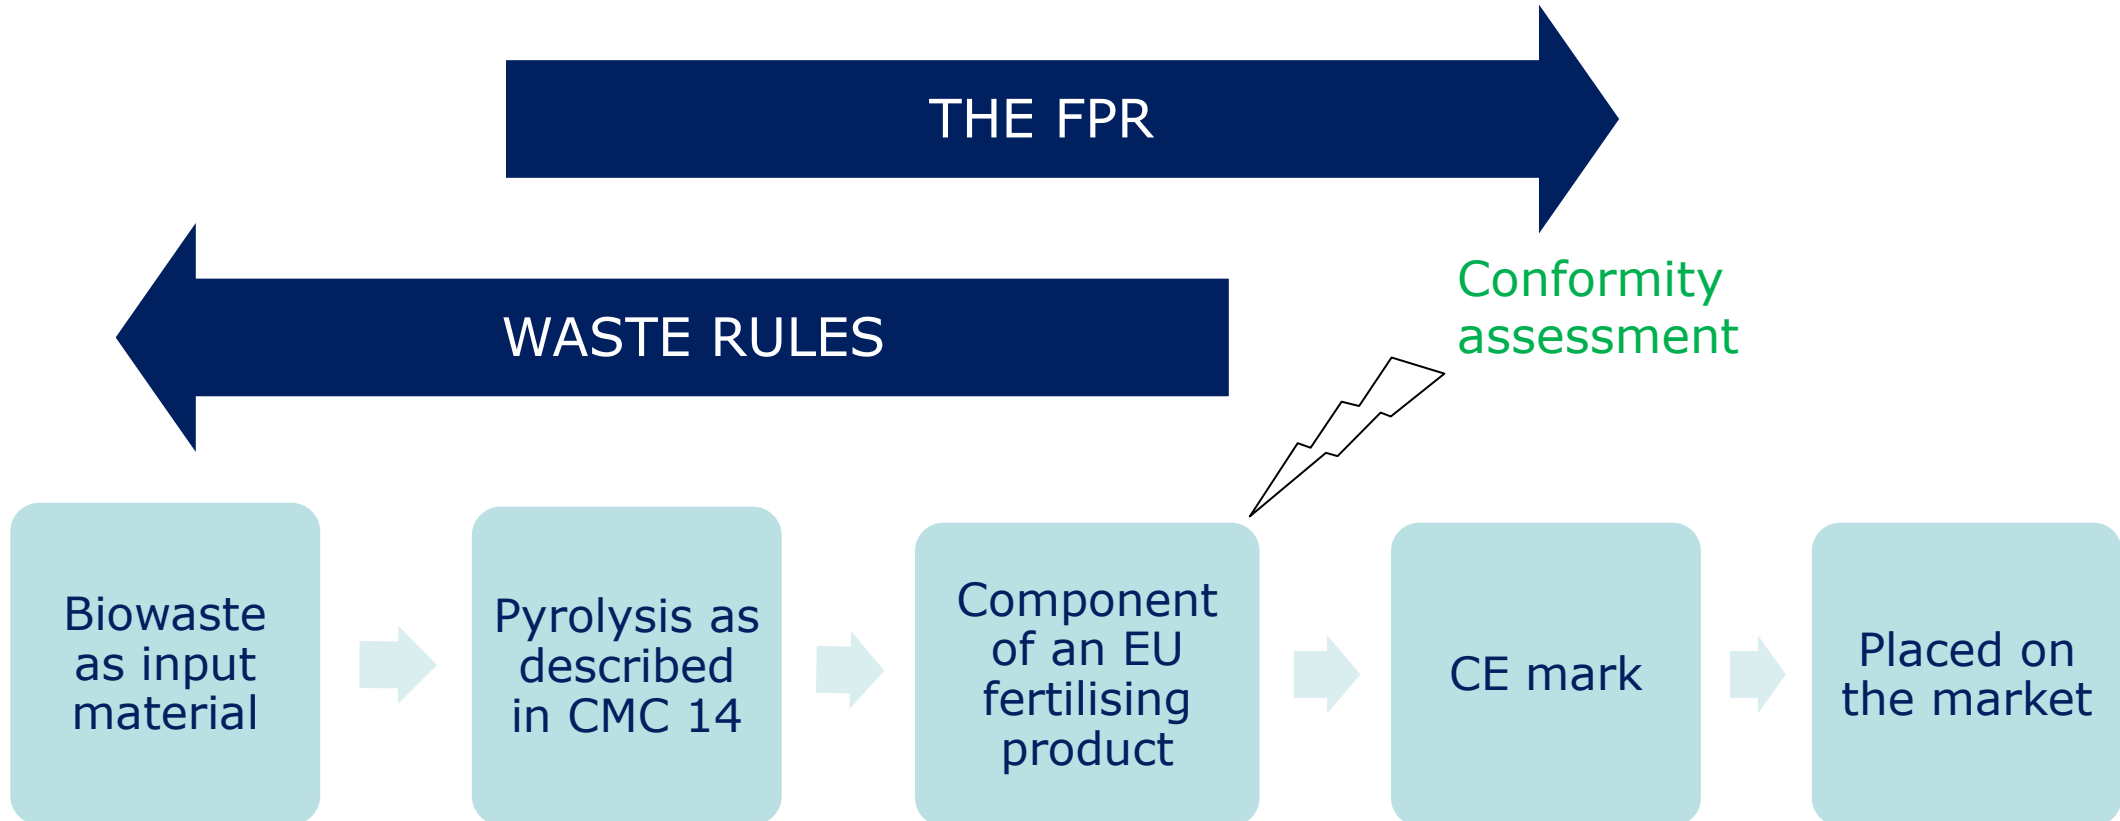 THE FPR
WASTE RULES
Conformity
assessment
Biowaste
as input
material
Pyrolysis as
described
in CMC 14
Component
of an EU
fertilising
product
CE mark
Placed on
the market